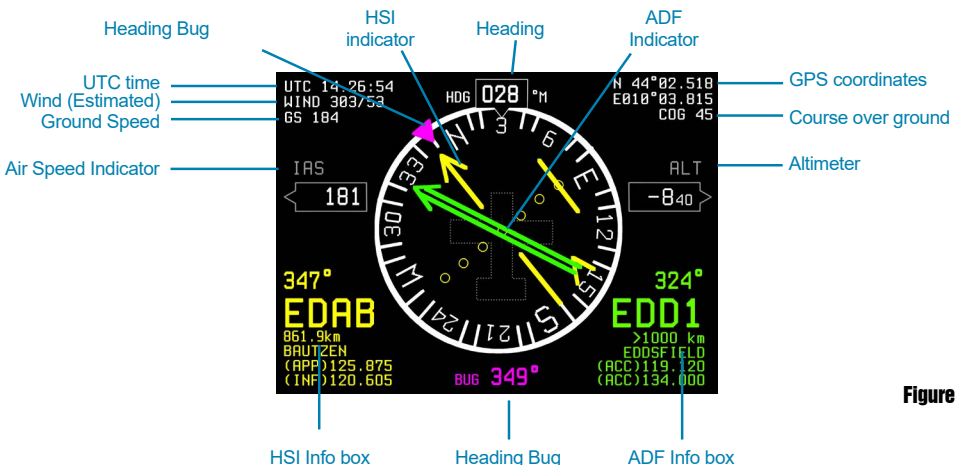 Heading Bug
HSI
indicator
Heading
ADF
Indicator
UTC time
Wind (Estimated)
Ground Speed
Air Speed Indicator
GPS coordinates
Course over ground
Altimeter
UTC 14:26:54
WIND 303/53
GS 184
HDG 028 °M
N 44°02.518
E010°03.815
COG 45
IAS
181
ALT
-840
N 3 6 E 12 15 S 21 24 W 30 33
347°
EDAB
861.9km
BAUTZEN
(APP)125.875
(INF)120.605
BUG 349°
324°
EDD1
>1000 km
EDDSFIELD
(ACC)119.120
(ACC)134.000
Figure
HSI Info box
Heading Bug
ADF Info box